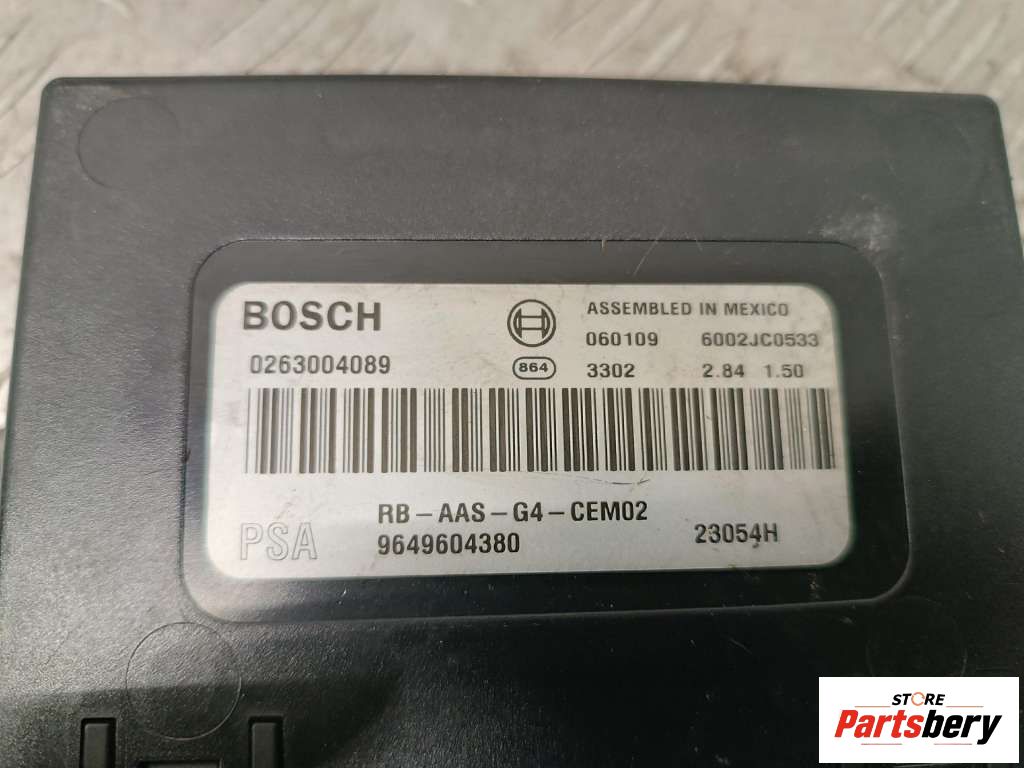 BOSCH
0263004089
ASSEMBLED IN MEXICO
060109 6002JC0533
864 3302 2.84 1.50
RB-AAS-G4-CEM02
PSA 9649604380 23054H
STORE
Partsbery